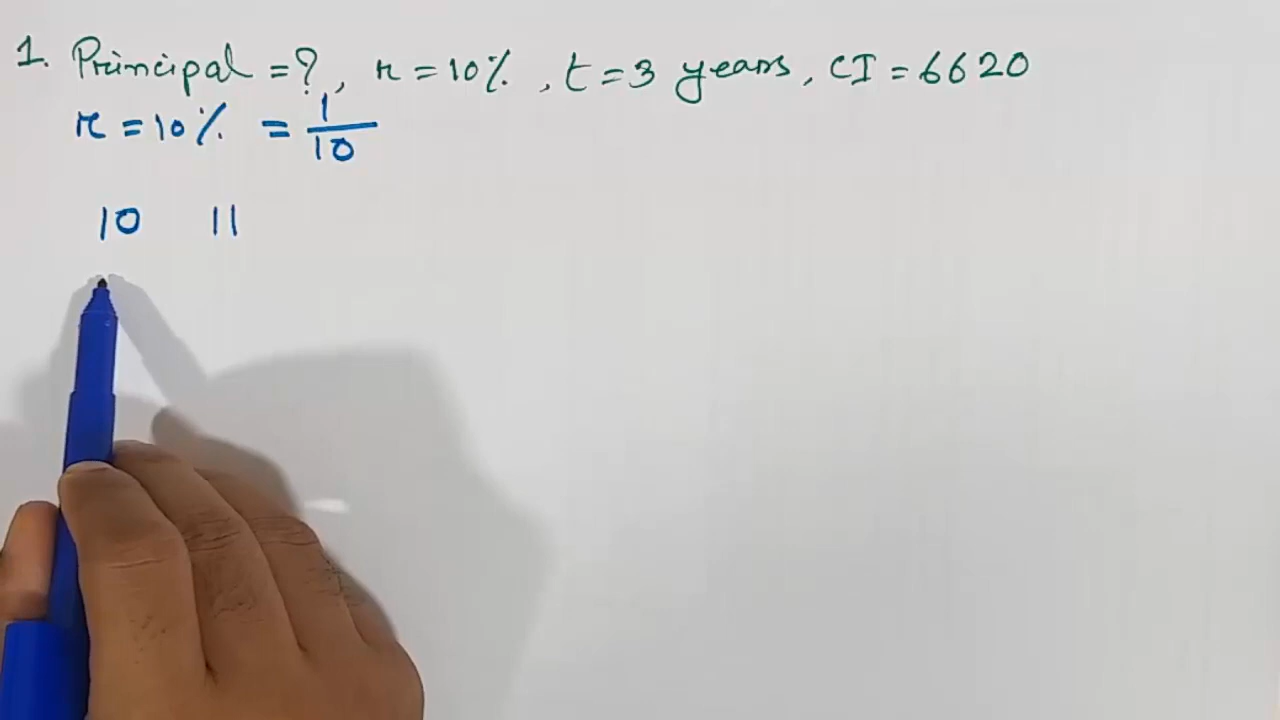 1. Principal = ?, r = 10%, t = 3 years, CI = 6620
r = 10% = 1/10
10 11